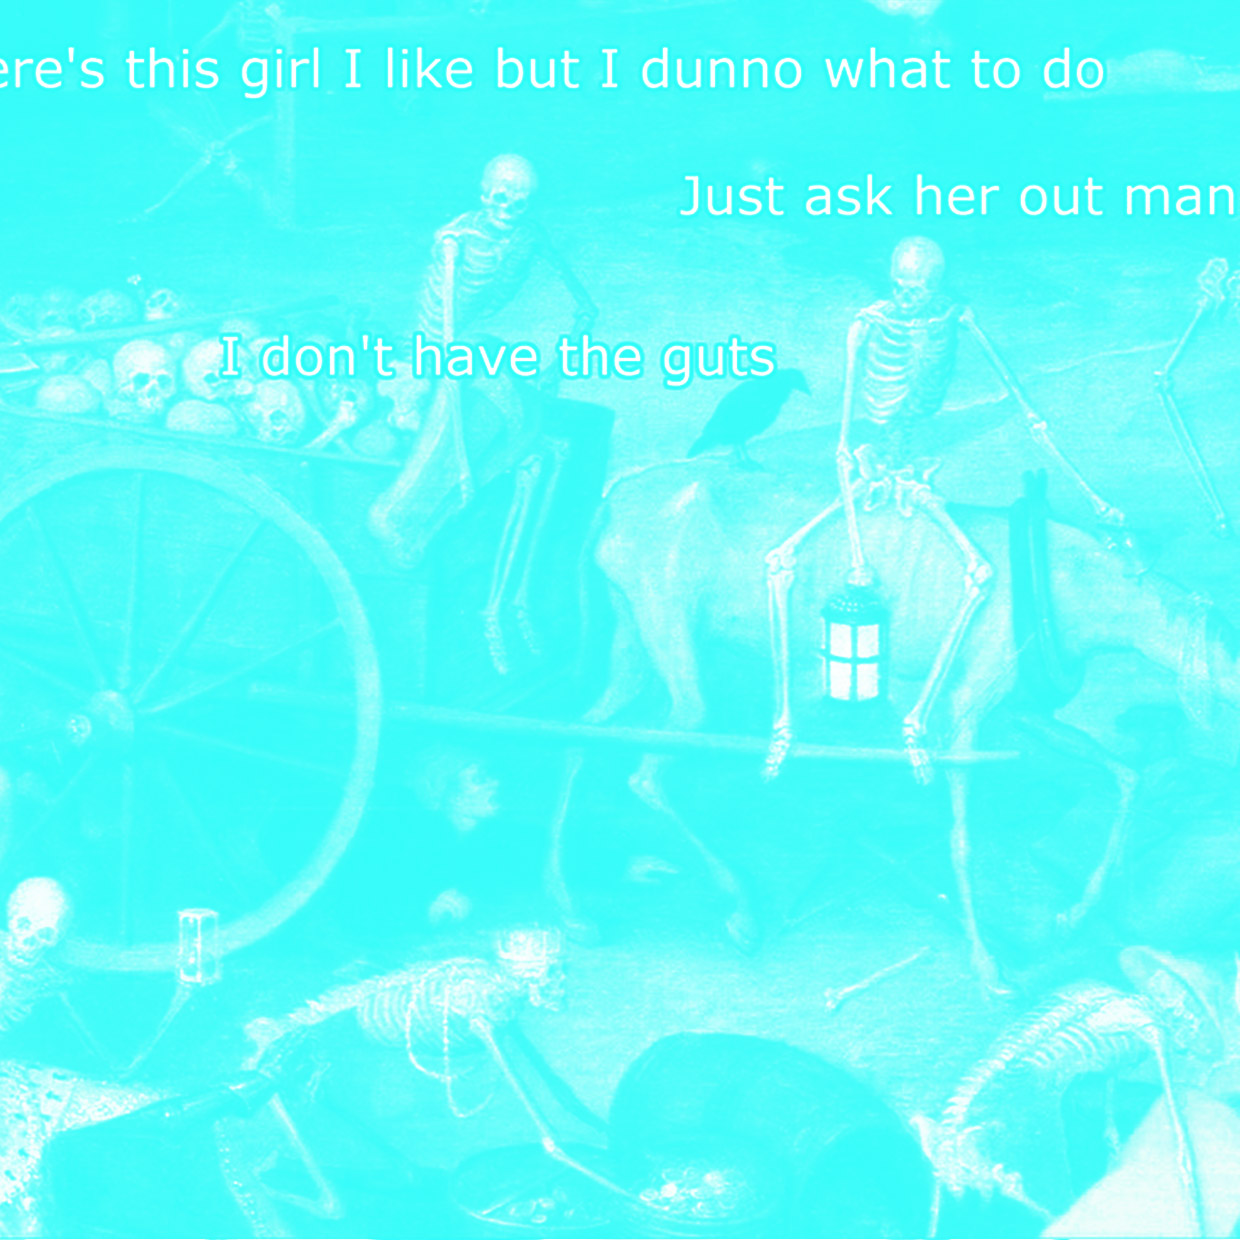 ere's this girl I like but I dunno what to do
Just ask her out man
I don't have the guts